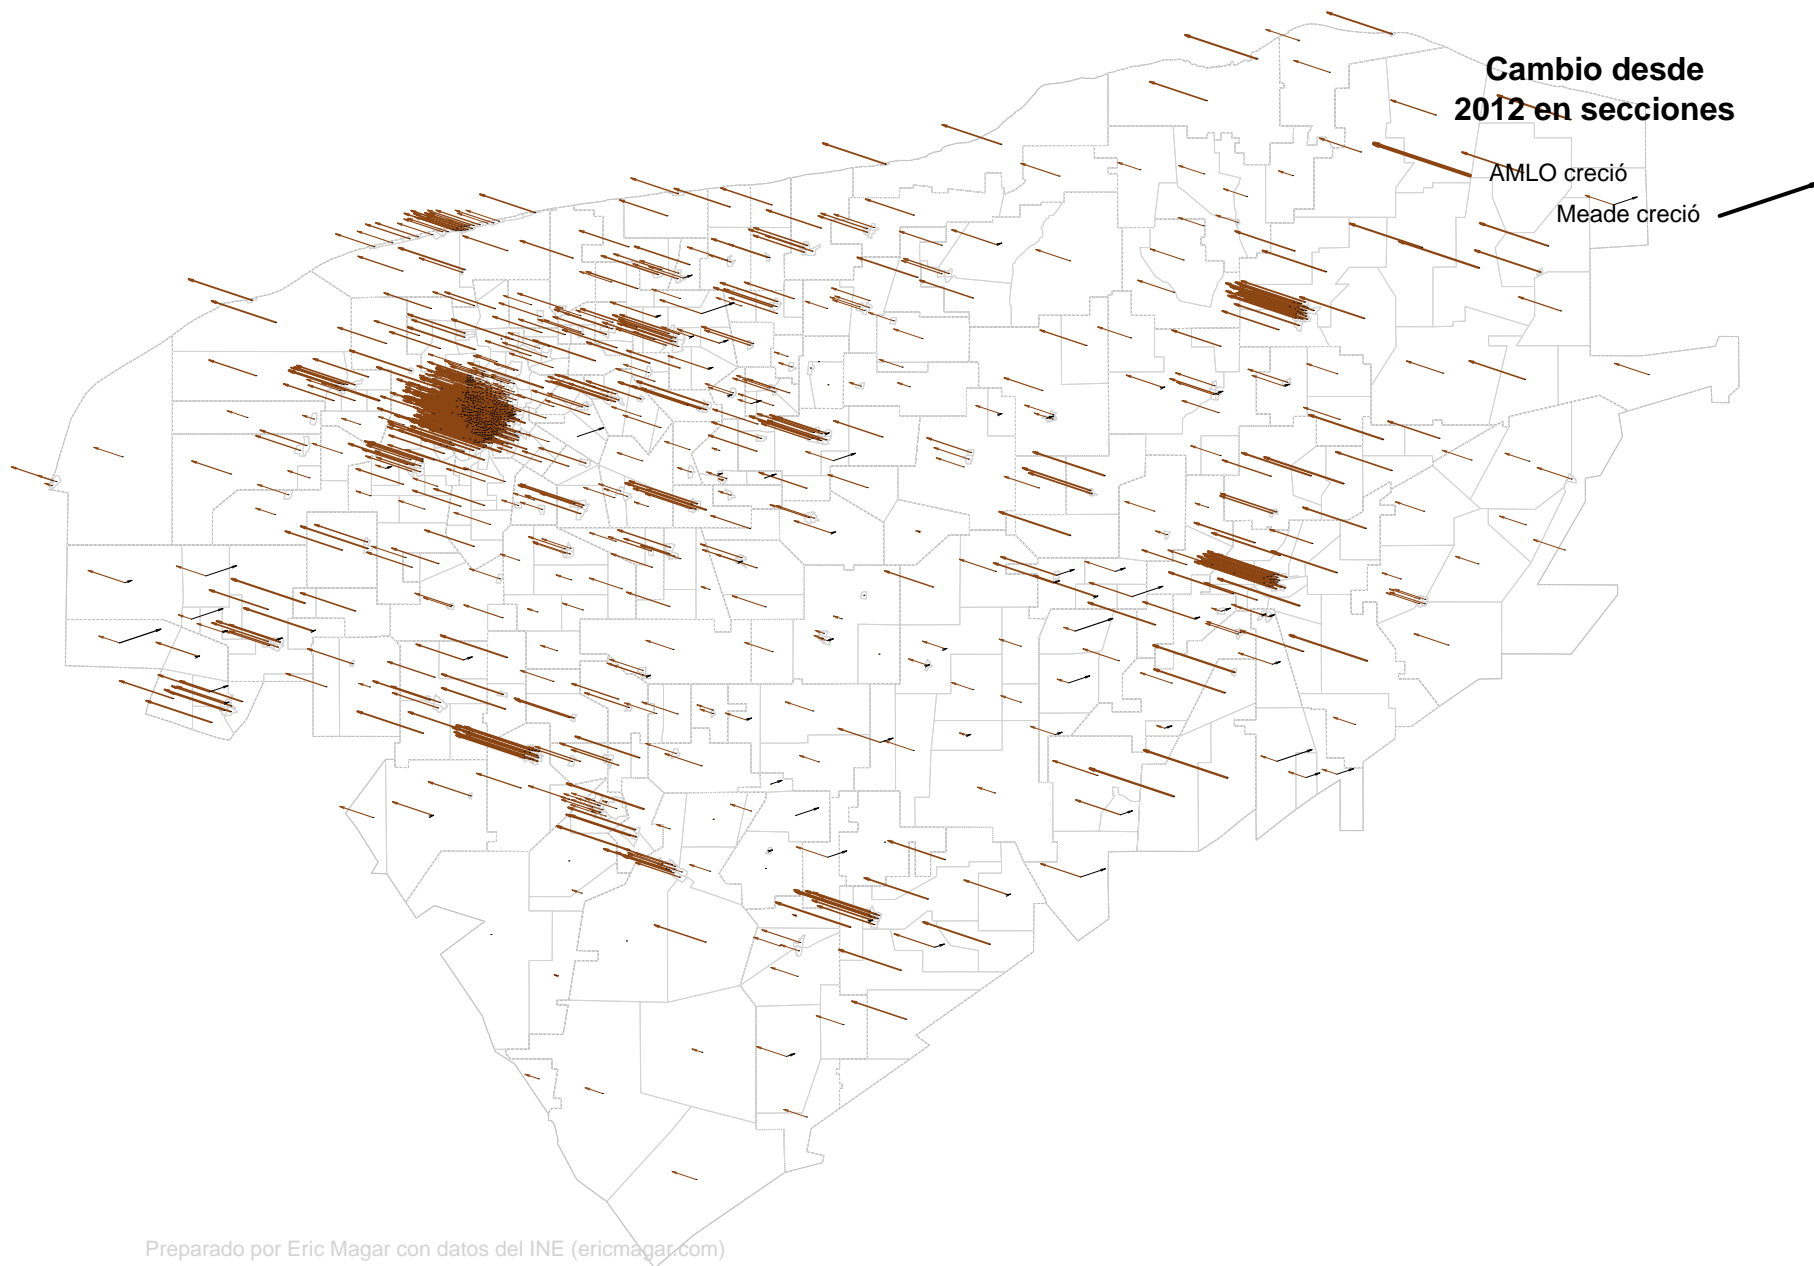 Cambio desde
2012 en secciones
AMLO creció
Meade creció
Preparado por Eric Magar con datos del INE (ericmagar.com)